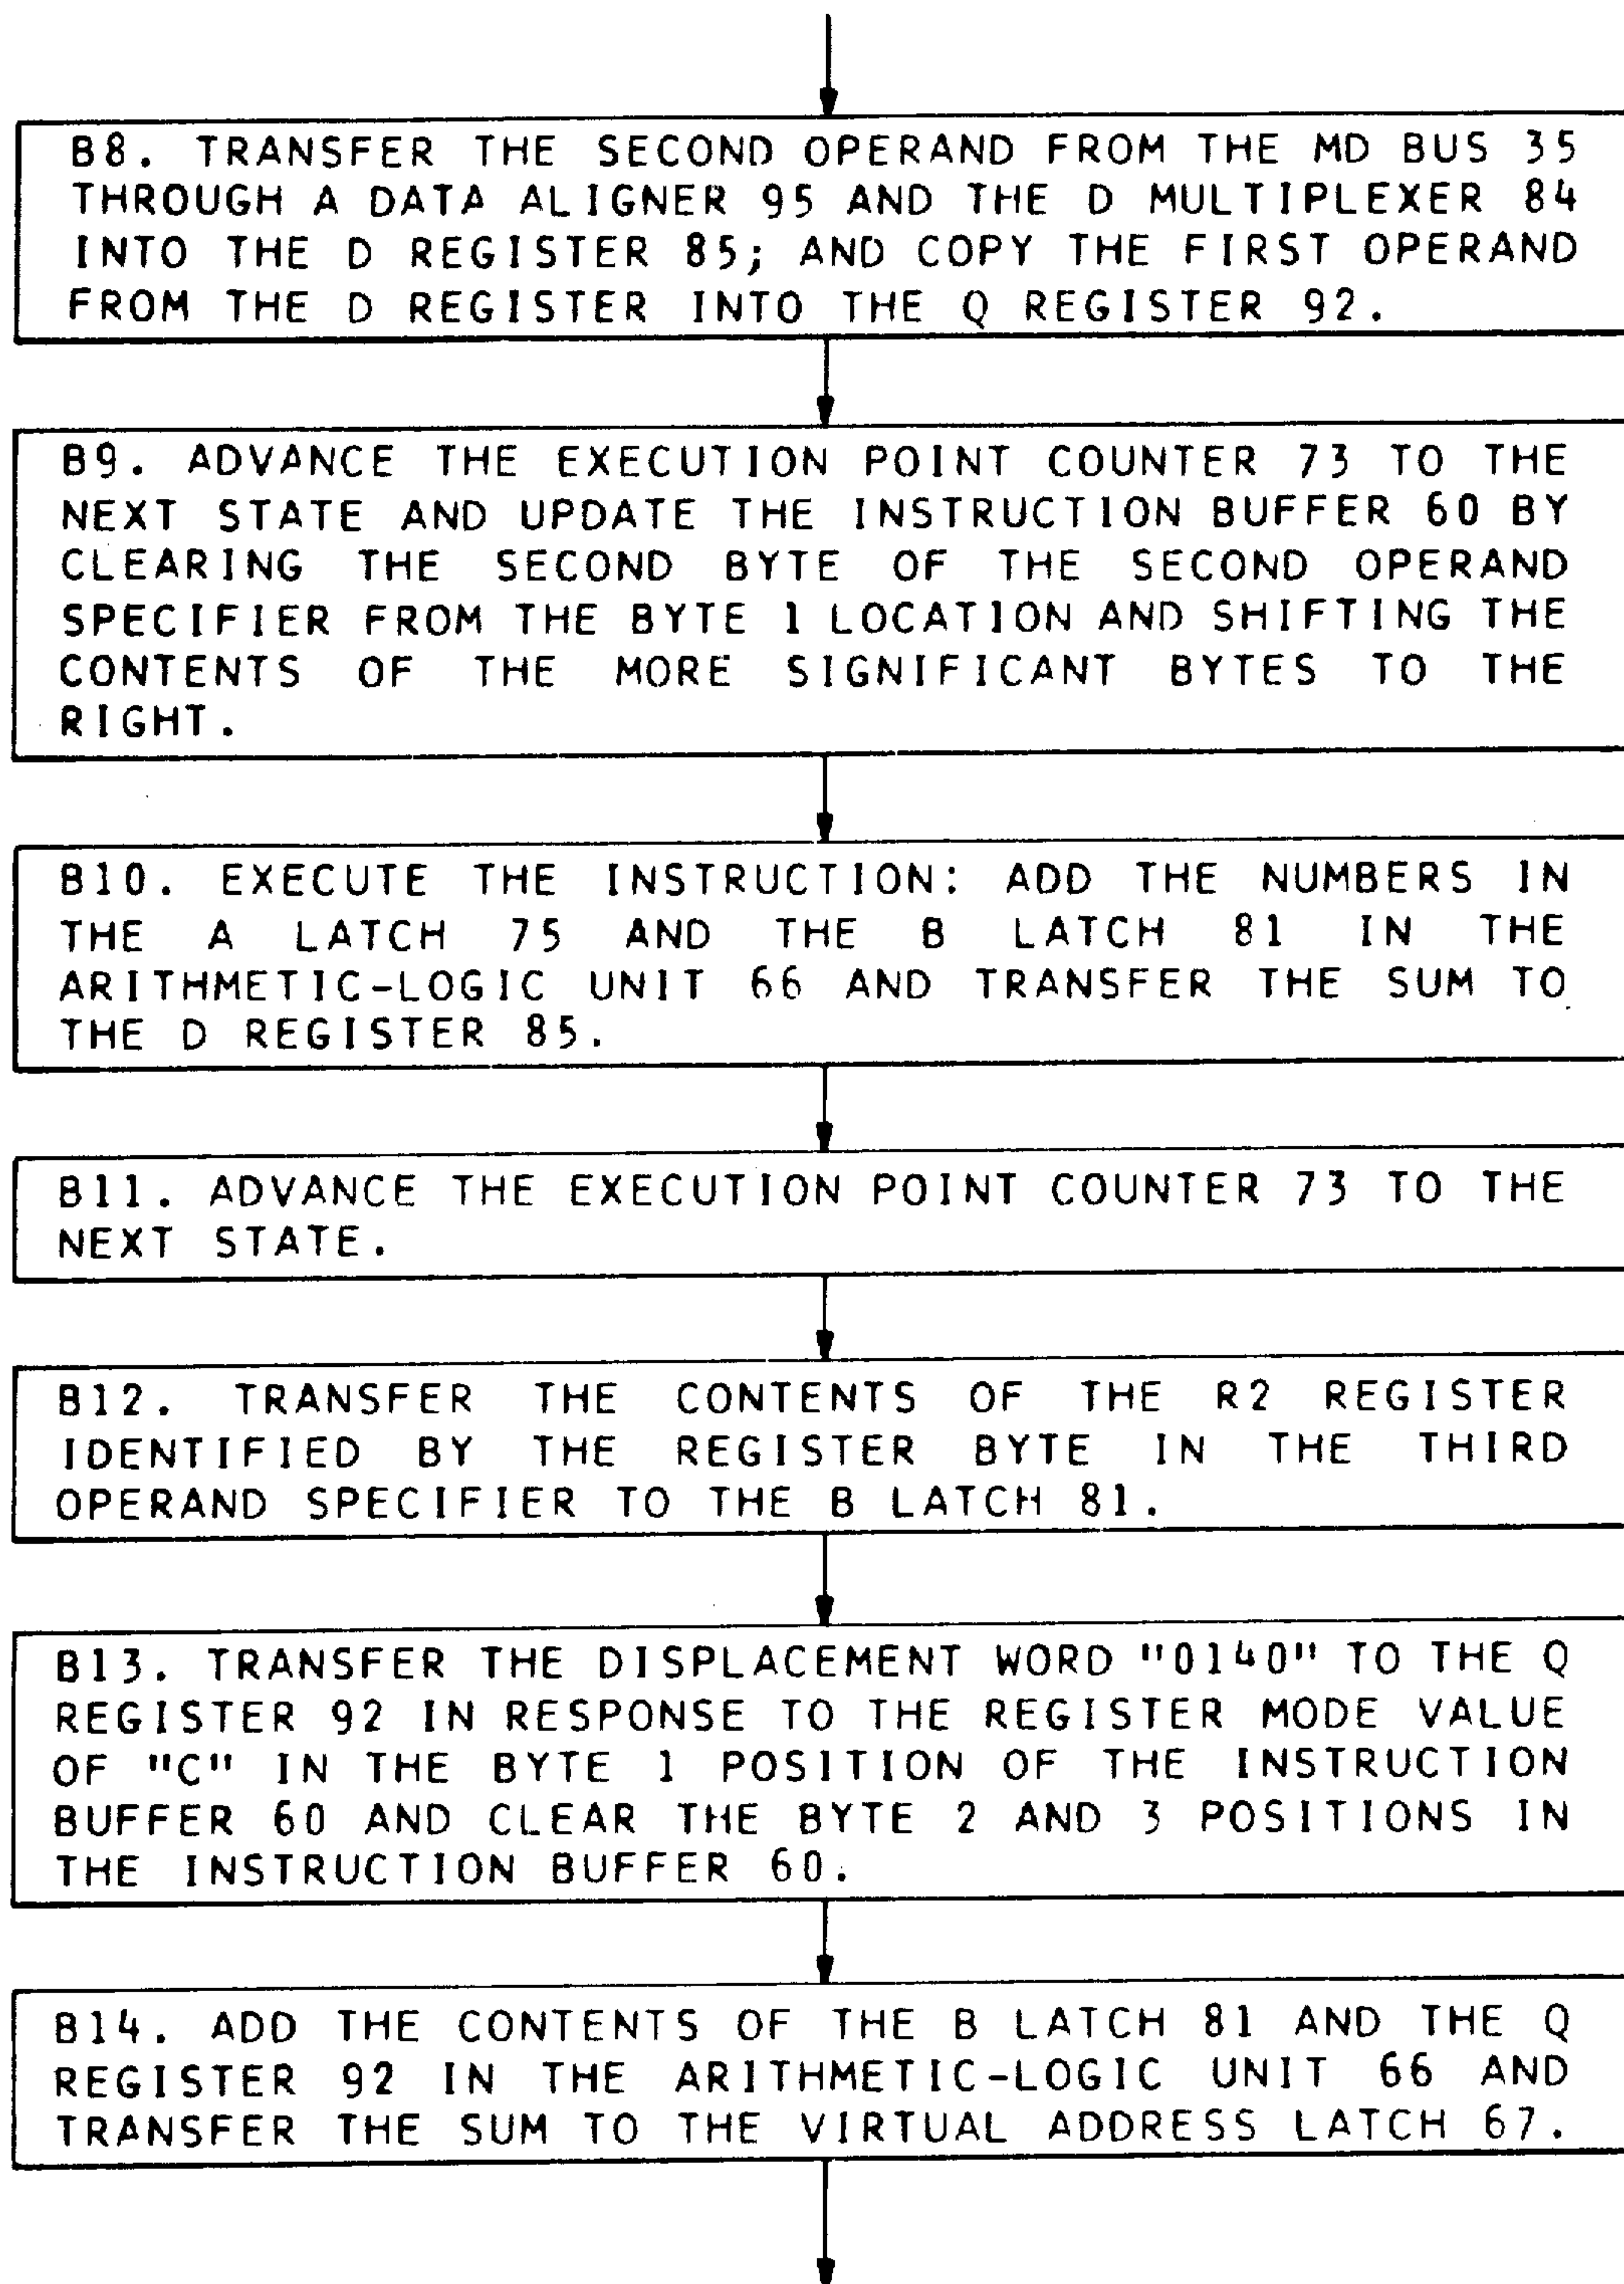 B8. TRANSFER THE SECOND OPERAND FROM THE MD BUS 35
THROUGH A DATA ALIGNER 95 AND THE D MULTIPLEXER 84
INTO THE D REGISTER 85; AND COPY THE FIRST OPERAND
FROM THE D REGISTER INTO THE Q REGISTER 92.
B9. ADVANCE THE EXECUTION POINT COUNTER 73 TO THE
NEXT STATE AND UPDATE THE INSTRUCTION BUFFER 60 BY
CLEARING THE SECOND BYTE OF THE SECOND OPERAND
SPECIFIER FROM THE BYTE 1 LOCATION AND SHIFTING THE
CONTENTS OF THE MORE SIGNIFICANT BYTES TO THE
RIGHT.
B10. EXECUTE THE INSTRUCTION: ADD THE NUMBERS IN
THE A LATCH 75 AND THE B LATCH 81 IN THE
ARITHMETIC-LOGIC UNIT 66 AND TRANSFER THE SUM TO
THE D REGISTER 85.
B11. ADVANCE THE EXECUTION POINT COUNTER 73 TO THE
NEXT STATE.
B12. TRANSFER THE CONTENTS OF THE R2 REGISTER
IDENTIFIED BY THE REGISTER BYTE IN THE THIRD
OPERAND SPECIFIER TO THE B LATCH 81.
B13. TRANSFER THE DISPLACEMENT WORD "0140" TO THE Q
REGISTER 92 IN RESPONSE TO THE REGISTER MODE VALUE
OF "C" IN THE BYTE 1 POSITION OF THE INSTRUCTION
BUFFER 60 AND CLEAR THE BYTE 2 AND 3 POSITIONS IN
THE INSTRUCTION BUFFER 60.
B14. ADD THE CONTENTS OF THE B LATCH 81 AND THE Q
REGISTER 92 IN THE ARITHMETIC-LOGIC UNIT 66 AND
TRANSFER THE SUM TO THE VIRTUAL ADDRESS LATCH 67.